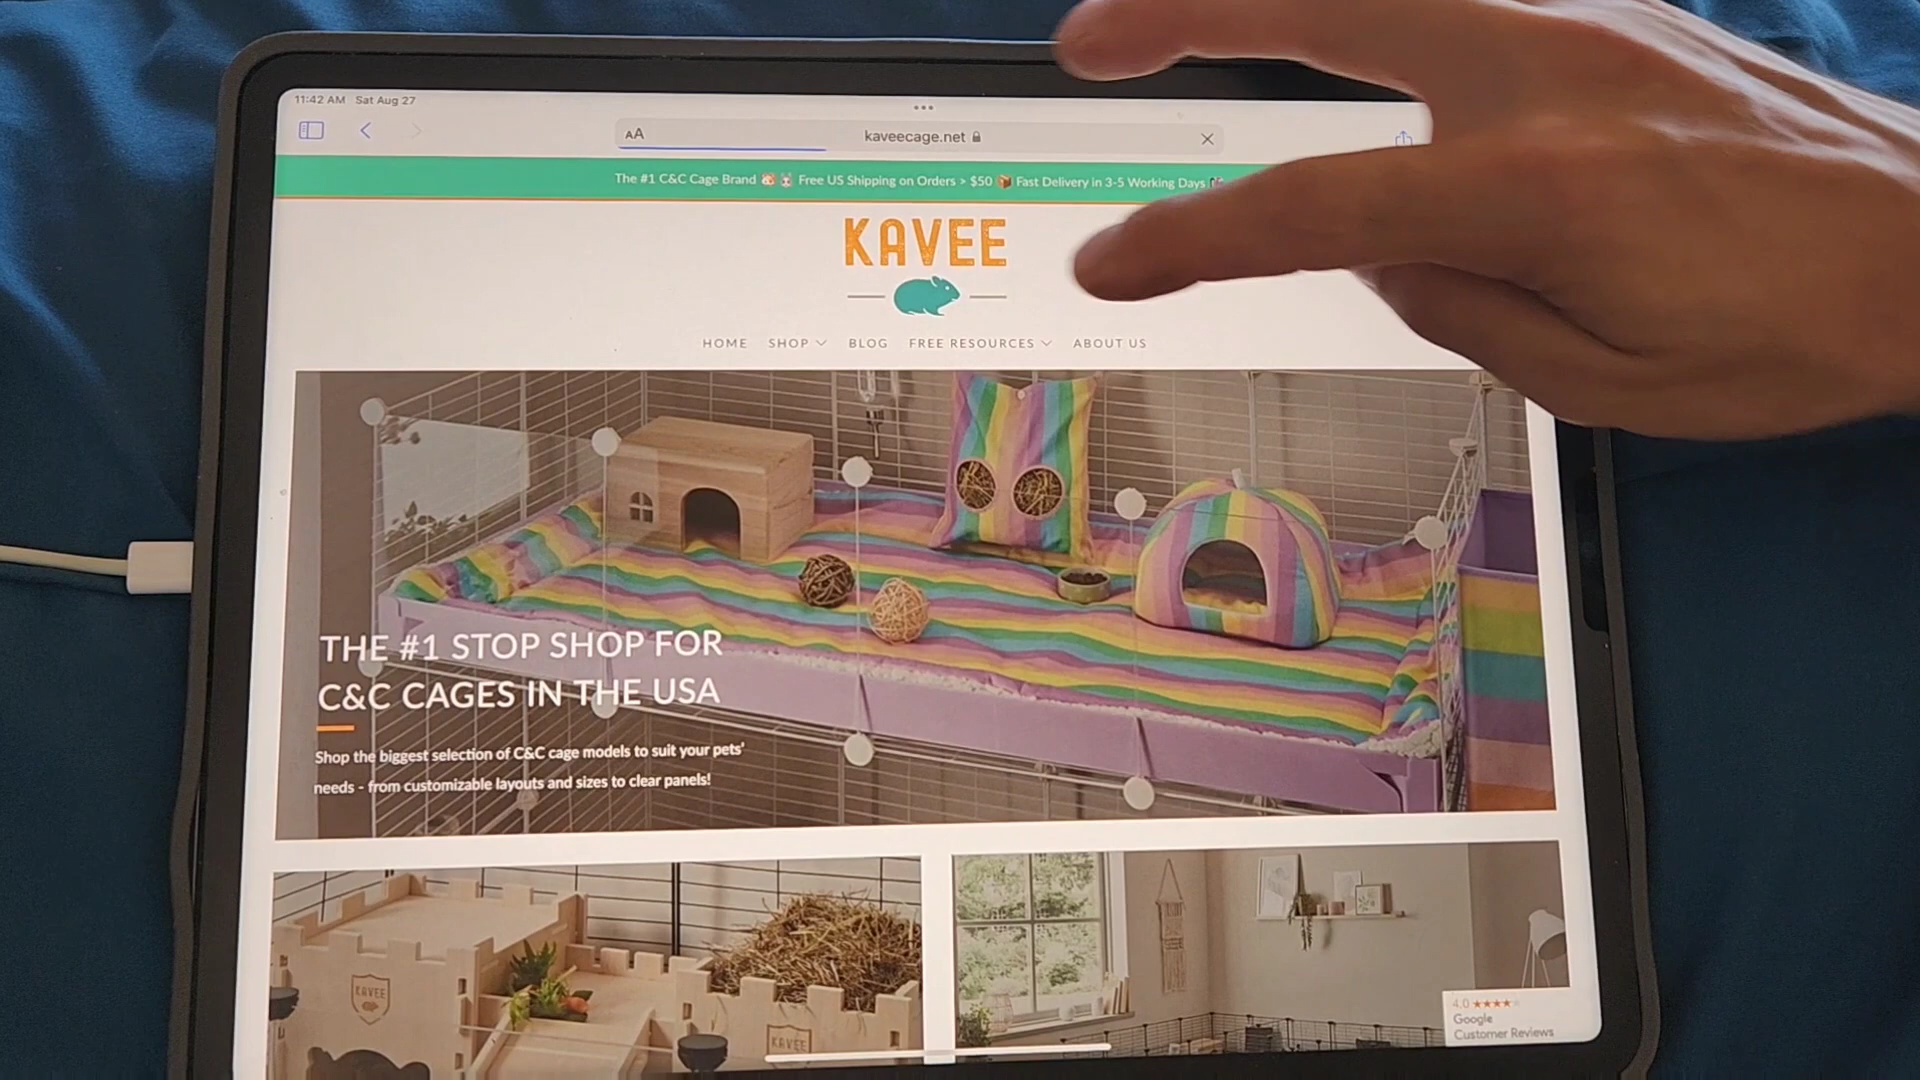 11:42 AM Sat Aug 27
AA
kaveecage.net
The #1 C&C Cage Brand 🐹 🐰 Free US Shipping on Orders > $50 📦 Fast Delivery in 3-5 Working Days
KAVEE
HOME SHOP BLOG FREE RESOURCES ABOUT US
THE #1 STOP SHOP FOR
C&C CAGES IN THE USA
Shop the biggest selection of C&C cage models to suit your pets'
needs - from customizable layouts and sizes to clear panels!
KAVEE
KAVEE
4.0 ★★★★★
Google
Customer Reviews